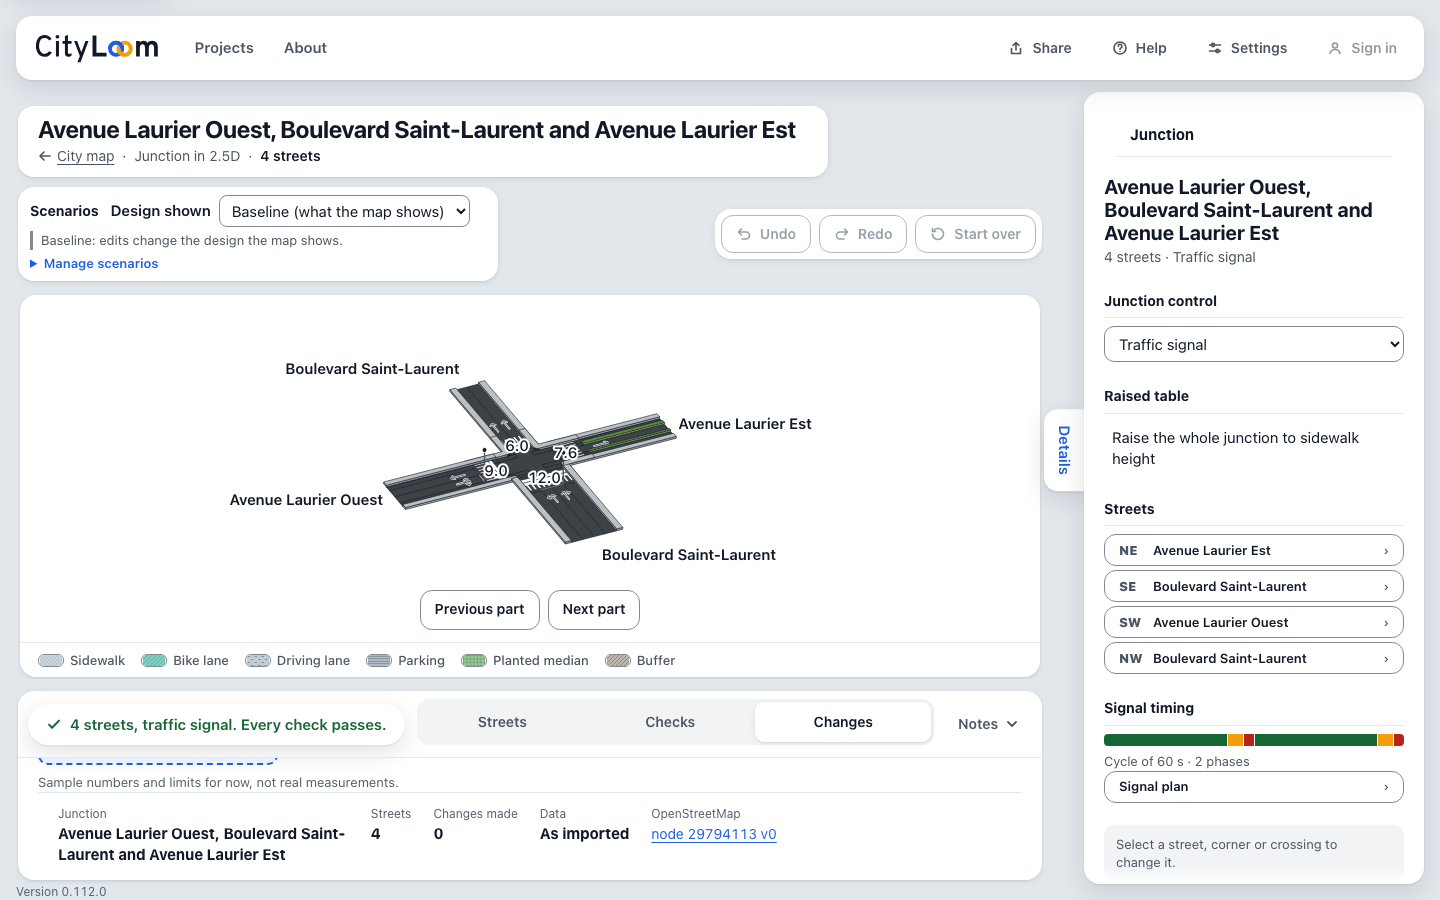 CityLoom
Projects
About
Share
Help
Settings
Sign in
Avenue Laurier Ouest, Boulevard Saint-Laurent and Avenue Laurier Est
City map · Junction in 2.5D · 4 streets
Scenarios
Design shown
Baseline (what the map shows)
Baseline: edits change the design the map shows.
Manage scenarios
Undo
Redo
Start over
Boulevard Saint-Laurent
Avenue Laurier Est
6.0
7.6
9.0
12.0
Avenue Laurier Ouest
Boulevard Saint-Laurent
Previous part
Next part
Sidewalk
Bike lane
Driving lane
Parking
Planted median
Buffer
4 streets, traffic signal. Every check passes.
Streets
Checks
Changes
Notes
Sample numbers and limits for now, not real measurements.
Junction
Avenue Laurier Ouest, Boulevard Saint-
Laurent and Avenue Laurier Est
Streets
4
Changes made
0
Data
As imported
OpenStreetMap
node 29794113 v0
Version 0.112.0
Details
Junction
Avenue Laurier Ouest,
Boulevard Saint-Laurent and
Avenue Laurier Est
4 streets · Traffic signal
Junction control
Traffic signal
Raised table
Raise the whole junction to sidewalk
height
Streets
NE Avenue Laurier Est
SE Boulevard Saint-Laurent
SW Avenue Laurier Ouest
NW Boulevard Saint-Laurent
Signal timing
Cycle of 60 s · 2 phases
Signal plan
Select a street, corner or crossing to
change it.